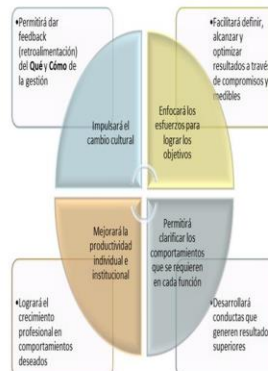 •Permitirá dar
feedback
(retroalimentación)
del Qué y Cómo de
la gestión
•Facilitará definir,
alcanzar y
optimizar
resultados a través
de compromisos y
medibles
Impulsará el
cambio cultural
Enfocará los
esfuerzos para
lograr los
objetivos
Mejorará la
productividad
individual e
institucional
Permitirá
clarificar los
comportamientos
que se requieren
en cada función
•Logrará el
crecimiento
profesional en
comportamientos
deseados
•Desarrollará
conductas que
generen resultado
superiores